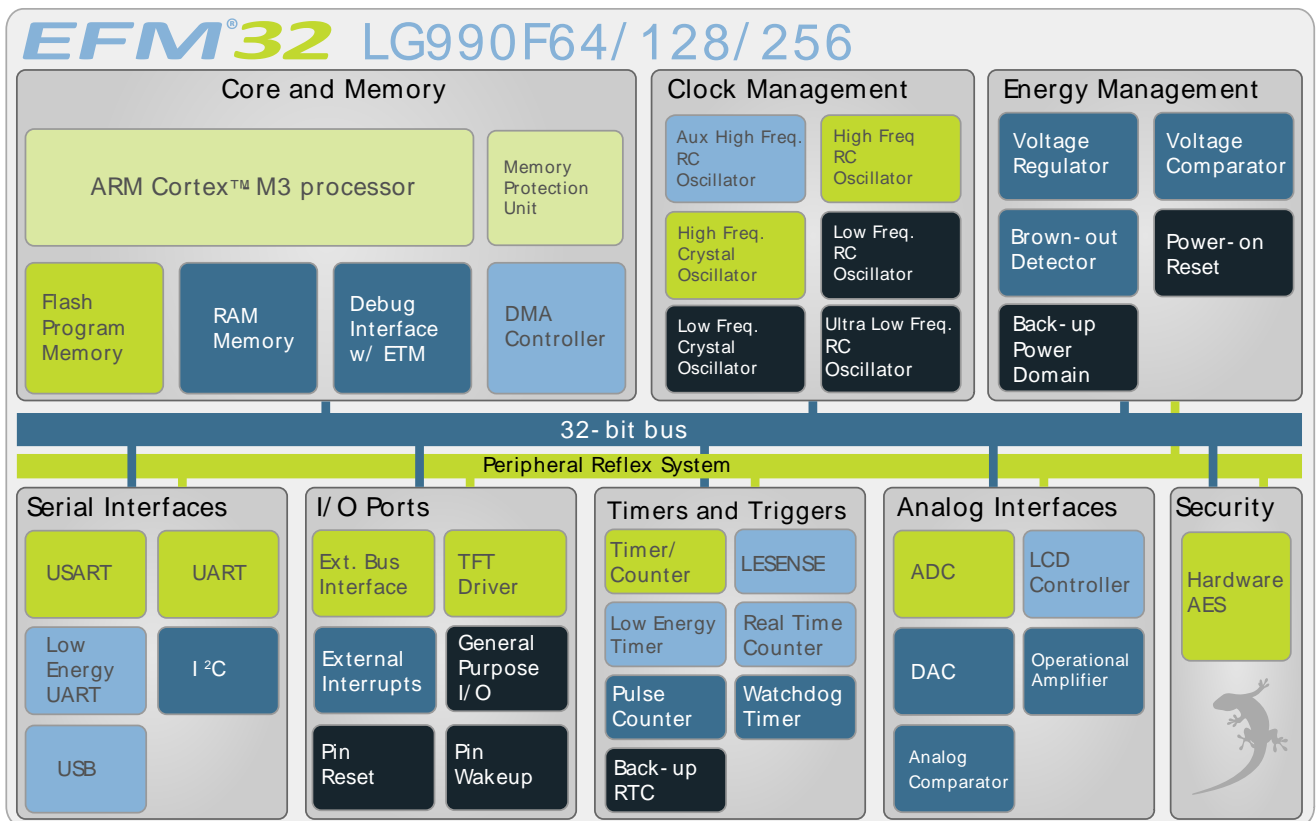 EFM®32 LG990F64/128/256
Core and Memory
ARM Cortex™ M3 processor
Memory
Protection
Unit
Flash
Program
Memory
RAM
Memory
Debug
Interface
w/ ETM
DMA
Controller
Clock Management
Aux High Freq.
RC
Oscillator
High Freq
RC
Oscillator
High Freq.
Crystal
Oscillator
Low Freq.
RC
Oscillator
Low Freq.
Crystal
Oscillator
Ultra Low Freq.
RC
Oscillator
Energy Management
Voltage
Regulator
Voltage
Comparator
Brown-out
Detector
Power-on
Reset
Back-up
Power
Domain
32-bit bus
Peripheral Reflex System
Serial Interfaces
USART
UART
Low
Energy
UART
I²C
USB
I/O Ports
Ext. Bus
Interface
TFT
Driver
External
Interrupts
General
Purpose
I/O
Pin
Reset
Pin
Wakeup
Timers and Triggers
Timer/
Counter
LESENSE
Low Energy
Timer
Real Time
Counter
Pulse
Counter
Watchdog
Timer
Back-up
RTC
Analog Interfaces
ADC
LCD
Controller
DAC
Operational
Amplifier
Analog
Comparator
Security
Hardware
AES